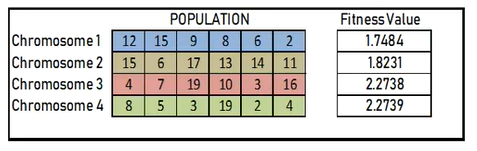 POPULATION Fitness Value
Chromosome 1 12 15 9 8 6 2 1.7484
Chromosome 2 15 6 17 13 14 11 1.8231
Chromosome 3 4 7 19 10 3 16 2.2738
Chromosome 4 8 5 3 19 2 4 2.2739